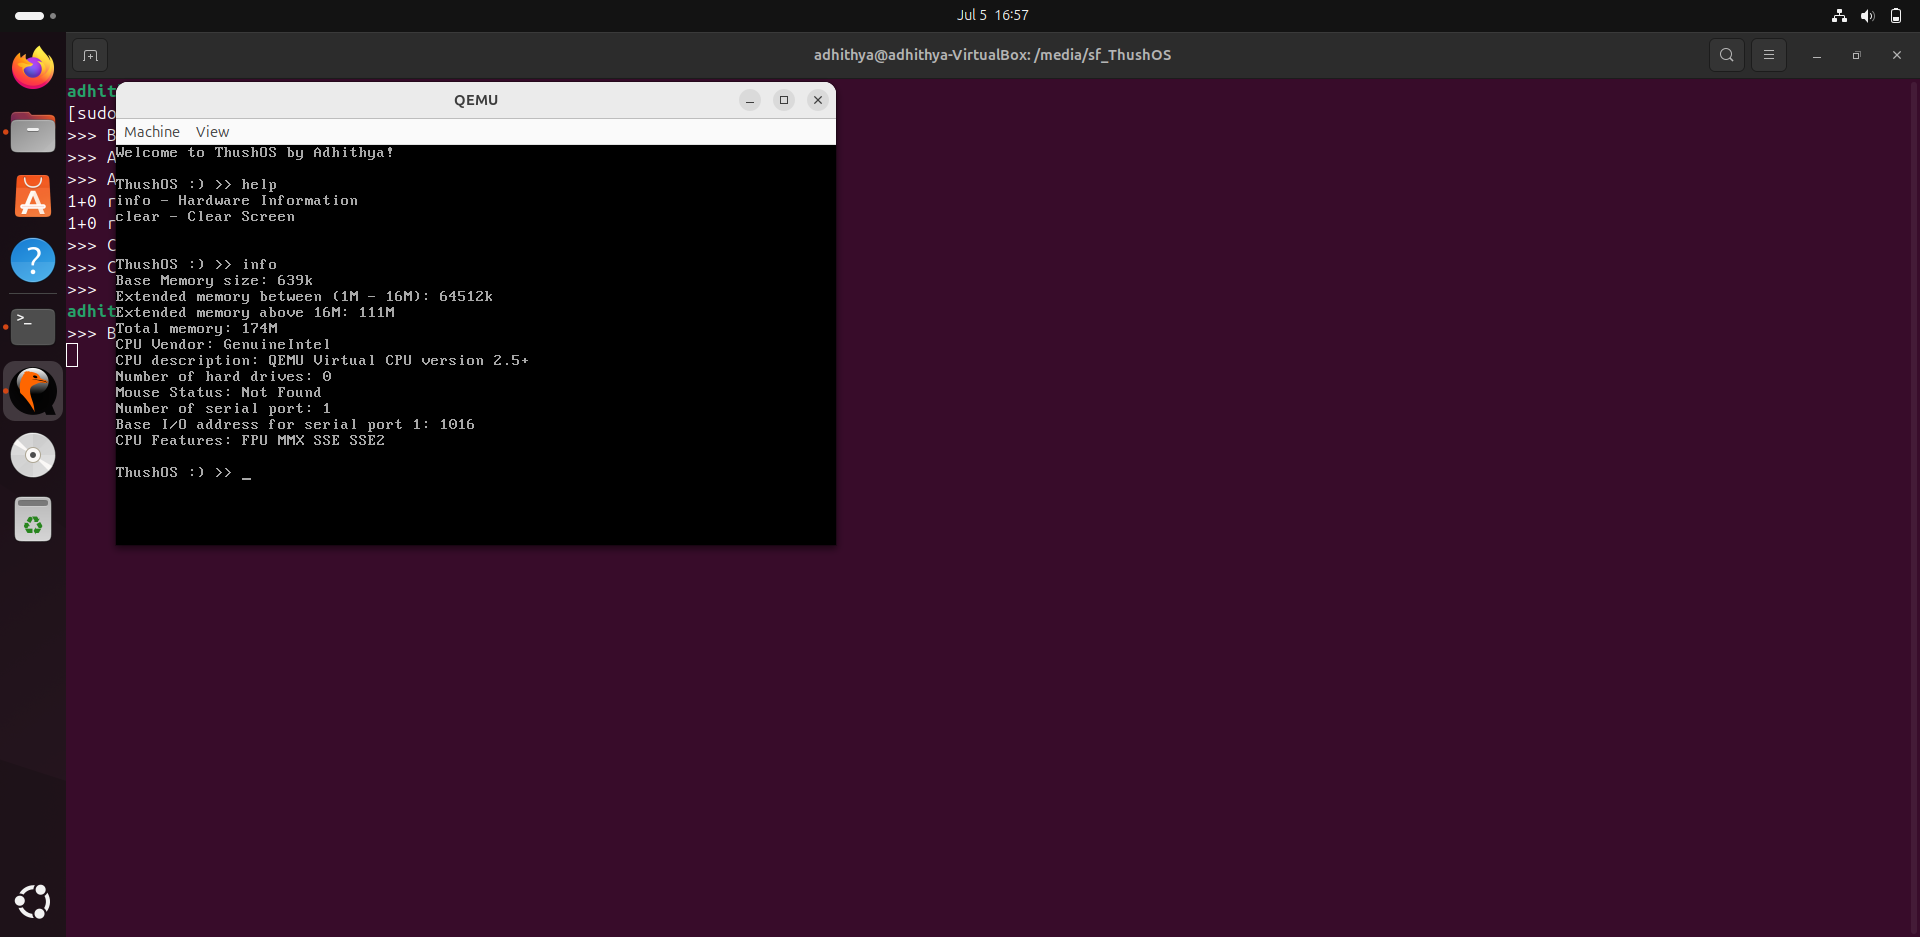 Jul 5 16:57
adhithya@adhithya-VirtualBox: /media/sf_ThushOS
adhit
[sudo
>>> B
>>> A
>>> A
1+0 r
1+0 r
>>> C
>>> C
>>>
adhit
>>> B
QEMU
Machine View
Welcome to ThushOS by Adhithya!
ThushOS :) >> help
info - Hardware Information
clear - Clear Screen
ThushOS :) >> info
Base Memory size: 639k
Extended memory between (1M - 16M): 64512k
Extended memory above 16M: 111M
Total memory: 174M
CPU Vendor: GenuineIntel
CPU description: QEMU Virtual CPU version 2.5+
Number of hard drives: 0
Mouse Status: Not Found
Number of serial port: 1
Base I/O address for serial port 1: 1016
CPU Features: FPU MMX SSE SSE2
ThushOS :) >> _